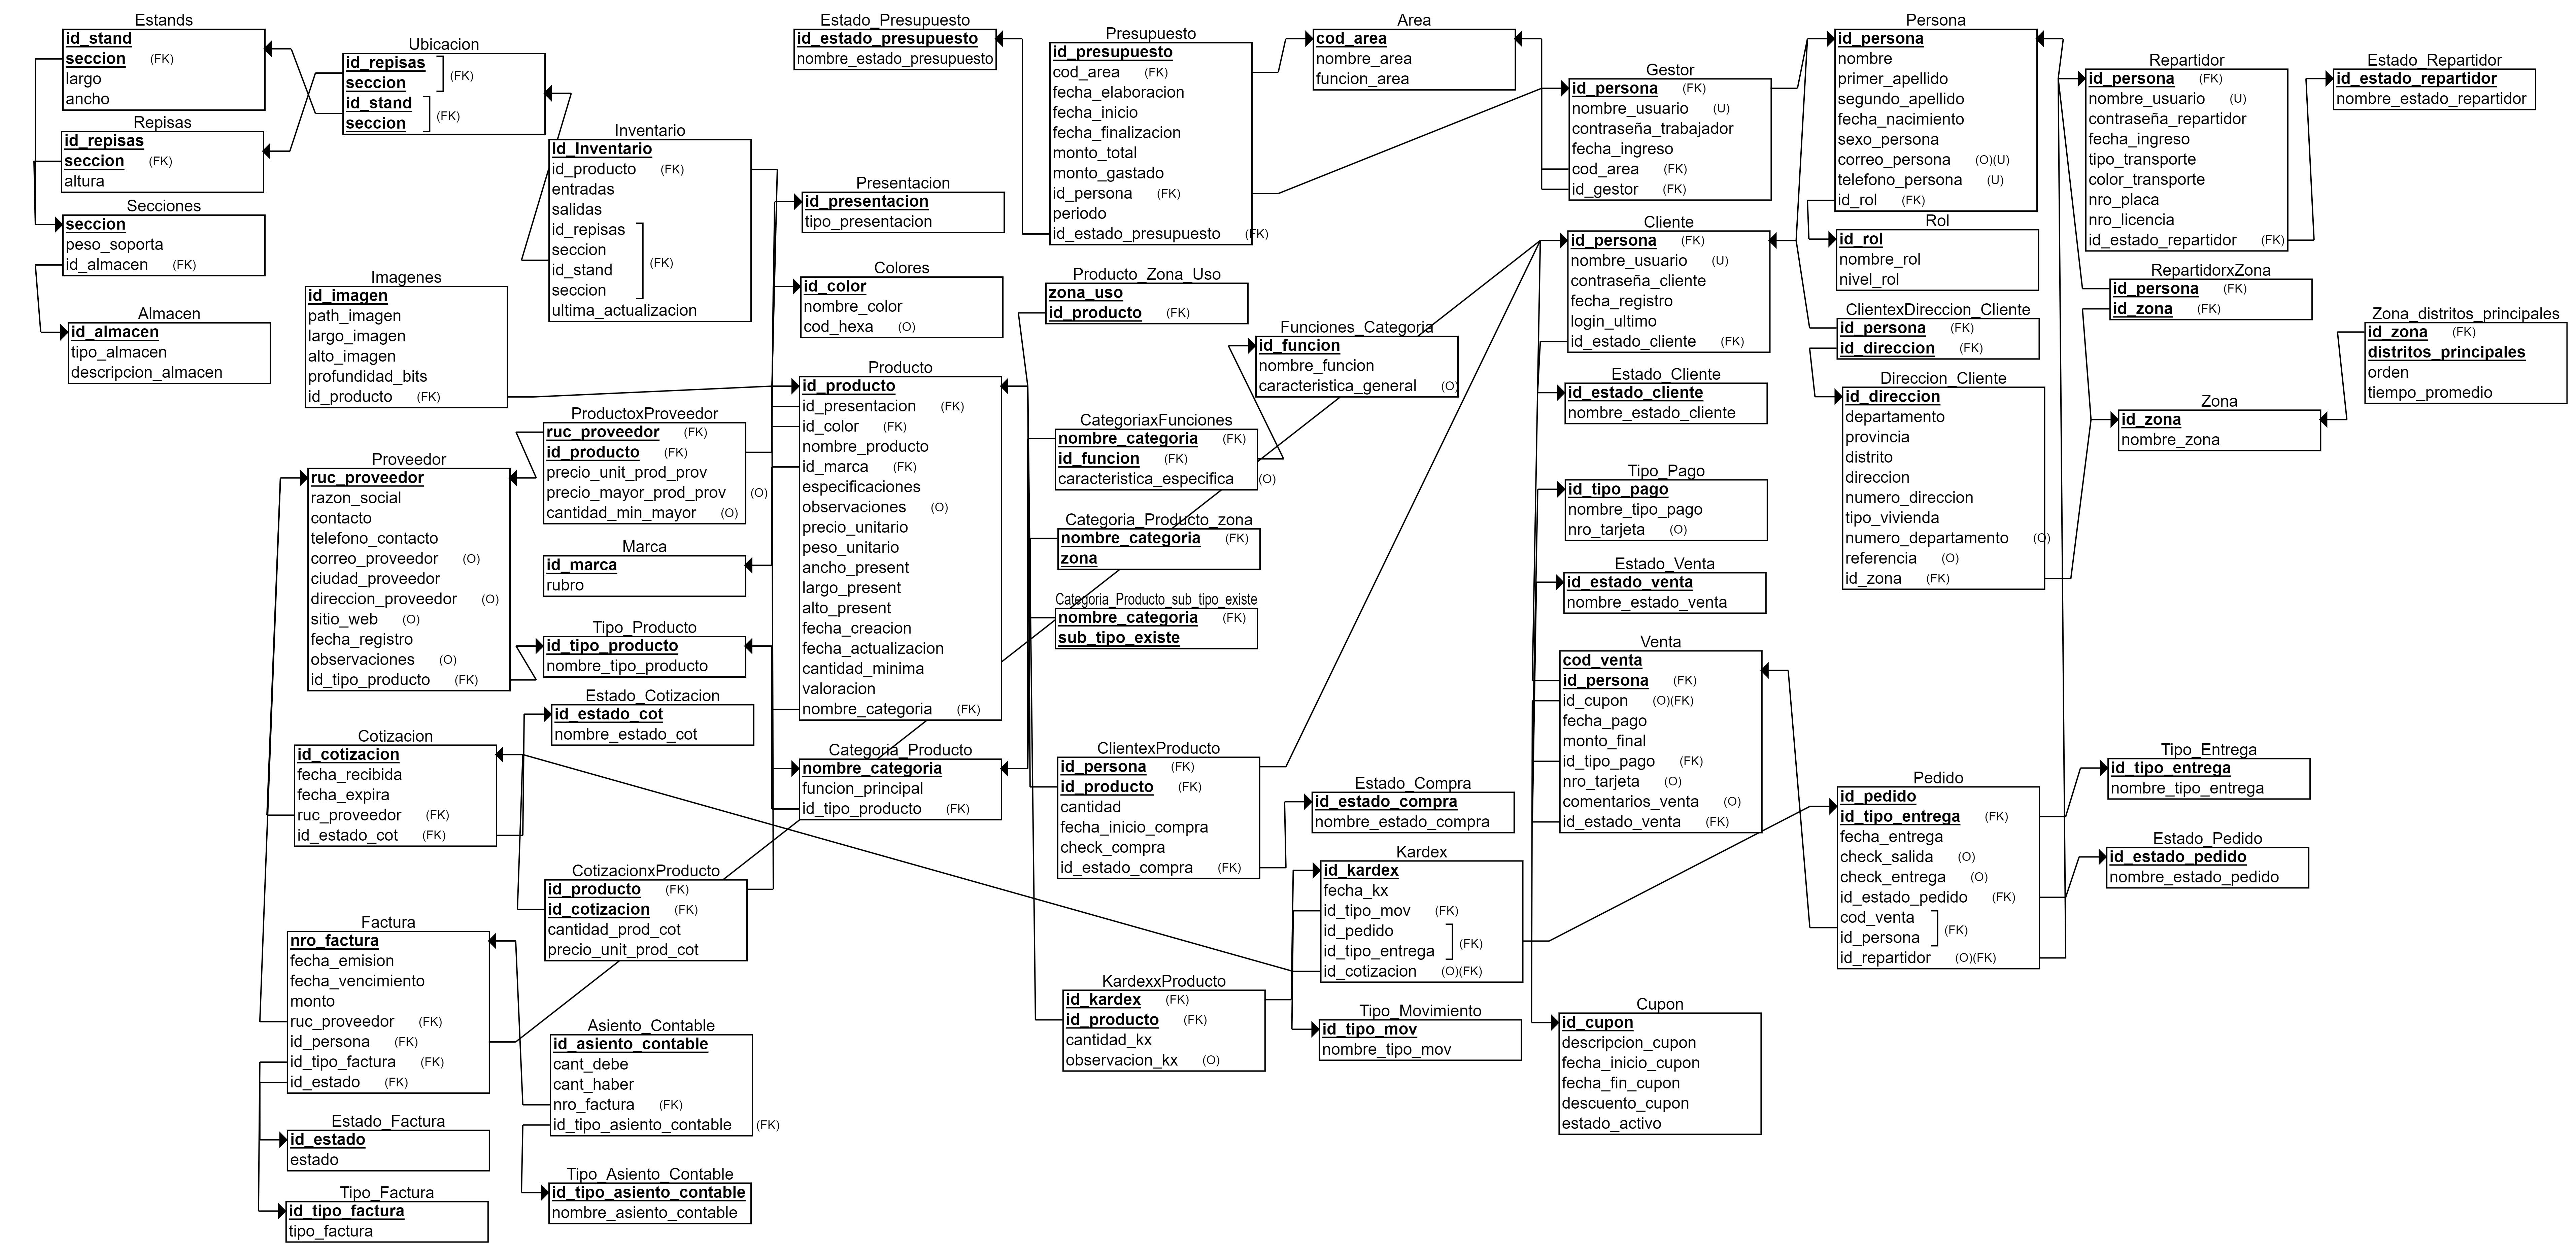 Estands
id_stand
seccion (FK)
largo
ancho
Repisas
id_repisas
seccion (FK)
altura
Secciones
seccion
peso_soporta
id_almacen (FK)
Almacen
id_almacen
tipo_almacen
descripcion_almacen
Ubicacion
id_repisas
seccion
(FK)
id_stand
seccion
(FK)
Inventario
Id_Inventario
id_producto (FK)
entradas
salidas
id_repisas
seccion
id_stand
seccion
(FK)
ultima_actualizacion
Imagenes
id_imagen
path_imagen
largo_imagen
alto_imagen
profundidad_bits
id_producto (FK)
ProductoxProveedor
ruc_proveedor (FK)
id_producto (FK)
precio_unit_prod_prov
precio_mayor_prod_prov (O)
cantidad_min_mayor (O)
Proveedor
ruc_proveedor
razon_social
contacto
telefono_contacto
correo_proveedor (O)
ciudad_proveedor
direccion_proveedor (O)
sitio_web (O)
fecha_registro
observaciones (O)
id_tipo_producto (FK)
Marca
id_marca
rubro
Tipo_Producto
id_tipo_producto
nombre_tipo_producto
Estado_Cotizacion
id_estado_cot
nombre_estado_cot
Cotizacion
id_cotizacion
fecha_recibida
fecha_expira
ruc_proveedor (FK)
id_estado_cot (FK)
CotizacionxProducto
id_producto (FK)
id_cotizacion (FK)
cantidad_prod_cot
precio_unit_prod_cot
Factura
nro_factura
fecha_emision
fecha_vencimiento
monto
ruc_proveedor (FK)
id_persona (FK)
id_tipo_factura (FK)
id_estado (FK)
Estado_Factura
id_estado
estado
Tipo_Factura
id_tipo_factura
tipo_factura
Asiento_Contable
id_asiento_contable
cant_debe
cant_haber
nro_factura (FK)
id_tipo_asiento_contable (FK)
Tipo_Asiento_Contable
id_tipo_asiento_contable
nombre_asiento_contable
Estado_Presupuesto
id_estado_presupuesto
nombre_estado_presupuesto
Presentacion
id_presentacion
tipo_presentacion
Colores
id_color
nombre_color
cod_hexa (O)
Producto
id_producto
id_presentacion (FK)
id_color (FK)
nombre_producto
id_marca (FK)
especificaciones
observaciones (O)
precio_unitario
peso_unitario
ancho_present
largo_present
alto_present
fecha_creacion
fecha_actualizacion
cantidad_minima
valoracion
nombre_categoria (FK)
Categoria_Producto
nombre_categoria
funcion_principal
id_tipo_producto (FK)
Presupuesto
id_presupuesto
cod_area (FK)
fecha_elaboracion
fecha_inicio
fecha_finalizacion
monto_total
monto_gastado
id_persona (FK)
periodo
id_estado_presupuesto (FK)
Producto_Zona_Uso
zona_uso
id_producto (FK)
Funciones_Categoria
id_funcion
nombre_funcion
caracteristica_general (O)
CategoriaxFunciones
nombre_categoria (FK)
id_funcion (FK)
caracteristica_especifica (O)
Categoria_Producto_zona
nombre_categoria (FK)
zona
Categoria_Producto_sub_tipo_existe
nombre_categoria (FK)
sub_tipo_existe
ClientexProducto
id_persona (FK)
id_producto (FK)
cantidad
fecha_inicio_compra
check_compra
id_estado_compra (FK)
KardexxProducto
id_kardex (FK)
id_producto (FK)
cantidad_kx
observacion_kx (O)
Estado_Compra
id_estado_compra
nombre_estado_compra
Kardex
id_kardex
fecha_kx
id_tipo_mov (FK)
id_pedido
id_tipo_entrega
(FK)
id_cotizacion (O)(FK)
Tipo_Movimiento
id_tipo_mov
nombre_tipo_mov
Area
cod_area
nombre_area
funcion_area
Gestor
id_persona (FK)
nombre_usuario (U)
contraseña_trabajador
fecha_ingreso
cod_area (FK)
id_gestor (FK)
Cliente
id_persona (FK)
nombre_usuario (U)
contraseña_cliente
fecha_registro
login_ultimo
id_estado_cliente (FK)
Estado_Cliente
id_estado_cliente
nombre_estado_cliente
Tipo_Pago
id_tipo_pago
nombre_tipo_pago
nro_tarjeta (O)
Estado_Venta
id_estado_venta
nombre_estado_venta
Venta
cod_venta
id_persona (FK)
id_cupon (O)(FK)
fecha_pago
monto_final
id_tipo_pago (FK)
nro_tarjeta (O)
comentarios_venta (O)
id_estado_venta (FK)
Cupon
id_cupon
descripcion_cupon
fecha_inicio_cupon
fecha_fin_cupon
descuento_cupon
estado_activo
Persona
id_persona
nombre
primer_apellido
segundo_apellido
fecha_nacimiento
sexo_persona
correo_persona (O)(U)
telefono_persona (U)
id_rol (FK)
Rol
id_rol
nombre_rol
nivel_rol
ClientexDireccion_Cliente
id_persona (FK)
id_direccion (FK)
Direccion_Cliente
id_direccion
departamento
provincia
distrito
direccion
numero_direccion
tipo_vivienda
numero_departamento (O)
referencia (O)
id_zona (FK)
Pedido
id_pedido
id_tipo_entrega (FK)
fecha_entrega
check_salida (O)
check_entrega (O)
id_estado_pedido (FK)
cod_venta
id_persona
(FK)
id_repartidor (O)(FK)
Repartidor
id_persona (FK)
nombre_usuario (U)
contraseña_repartidor
fecha_ingreso
tipo_transporte
color_transporte
nro_placa
nro_licencia
id_estado_repartidor (FK)
RepartidorxZona
id_persona (FK)
id_zona (FK)
Zona
id_zona
nombre_zona
Tipo_Entrega
id_tipo_entrega
nombre_tipo_entrega
Estado_Pedido
id_estado_pedido
nombre_estado_pedido
Estado_Repartidor
id_estado_repartidor
nombre_estado_repartidor
Zona_distritos_principales
id_zona (FK)
distritos_principales
orden
tiempo_promedio